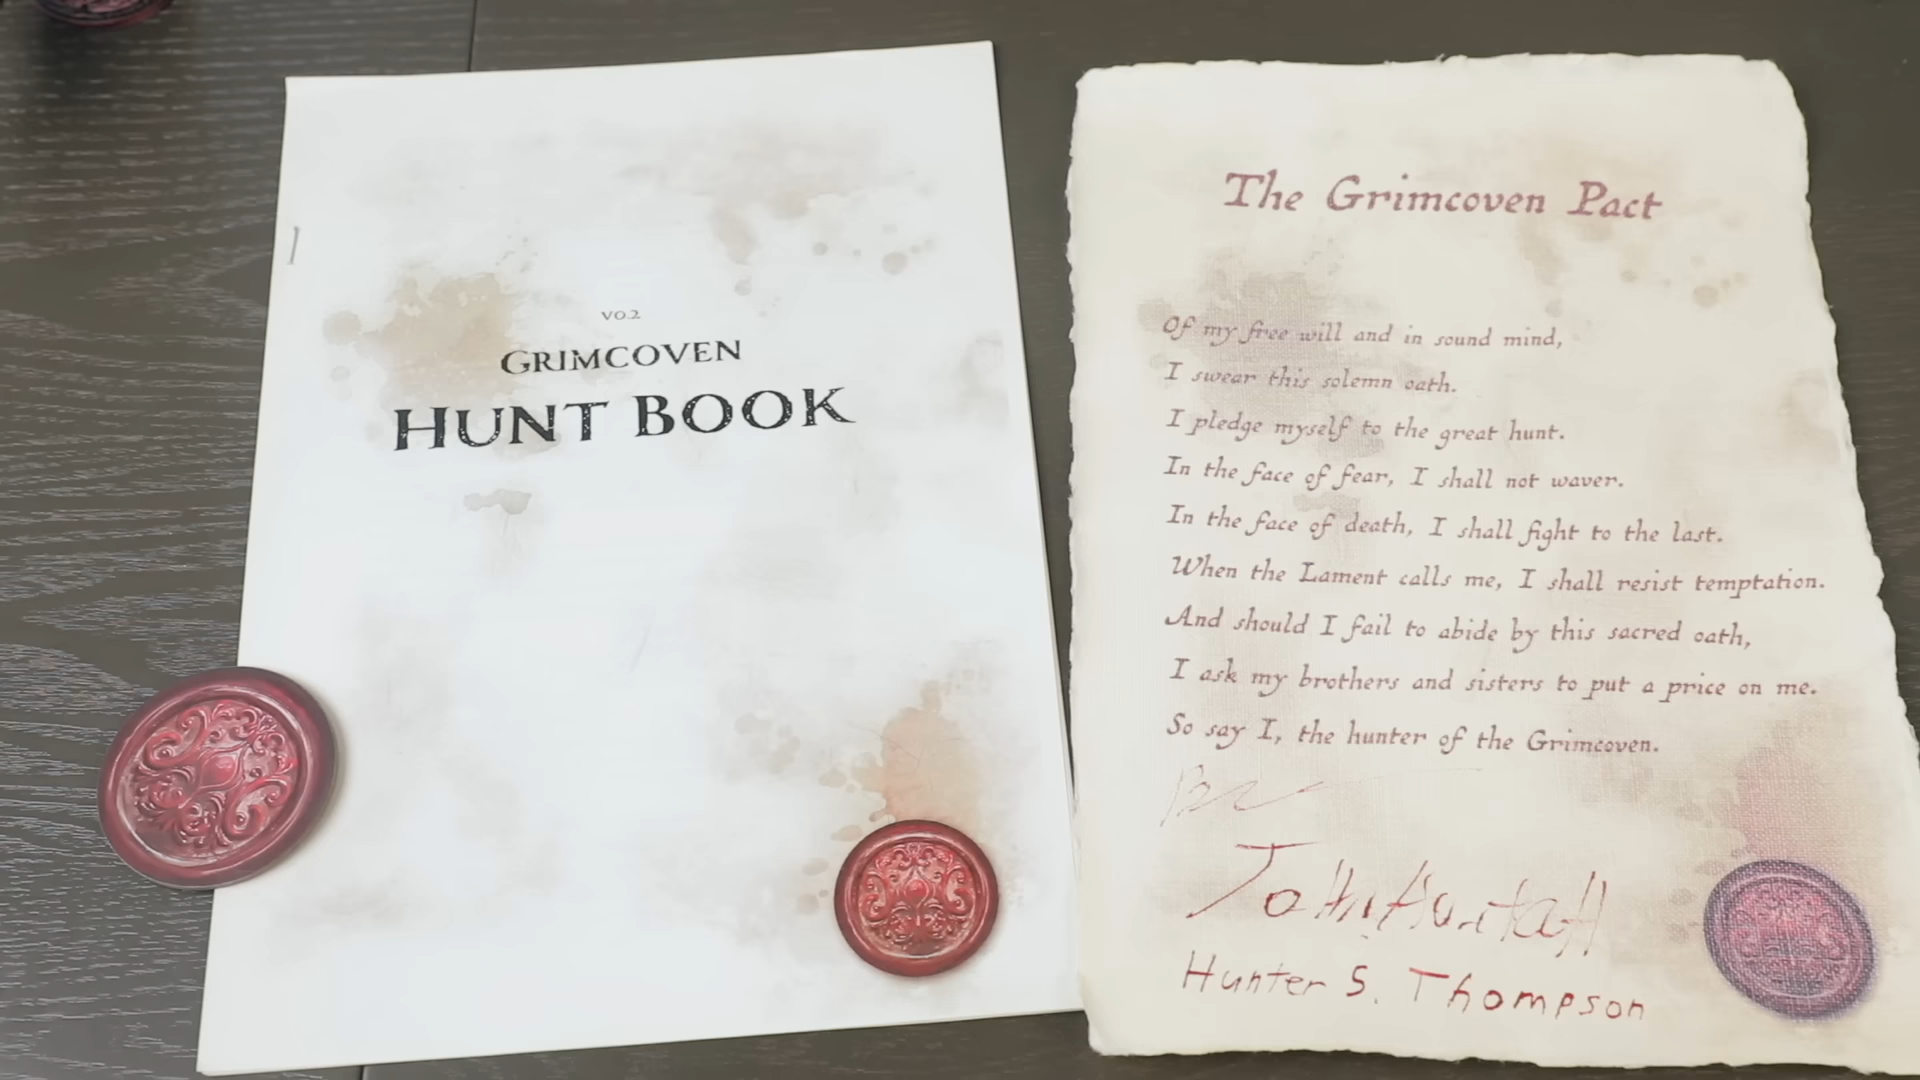 V0.2
GRIMCOVEN
HUNT BOOK
The Grimcoven Pact
Of my free will and in sound mind,
I swear this solemn oath.
I pledge myself to the great hunt.
In the face of fear, I shall not waver.
In the face of death, I shall fight to the last.
When the Lament calls me, I shall resist temptation.
And should I fail to abide by this sacred oath,
I ask my brothers and sisters to put a price on me.
So say I, the hunter of the Grimcoven.
Hunter S. Thompson